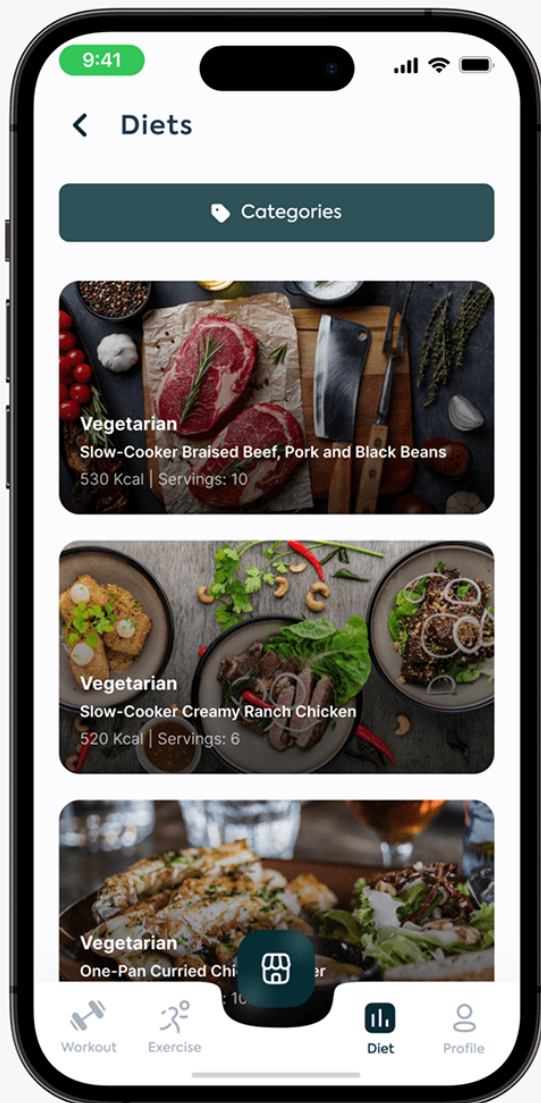 9:41
Diets
Categories
Vegetarian
Slow-Cooker Braised Beef, Pork and Black Beans
530 Kcal | Servings: 10
Vegetarian
Slow-Cooker Creamy Ranch Chicken
520 Kcal | Servings: 6
Vegetarian
One-Pan Curried
10
Workout
Exercise
Diet
Profile